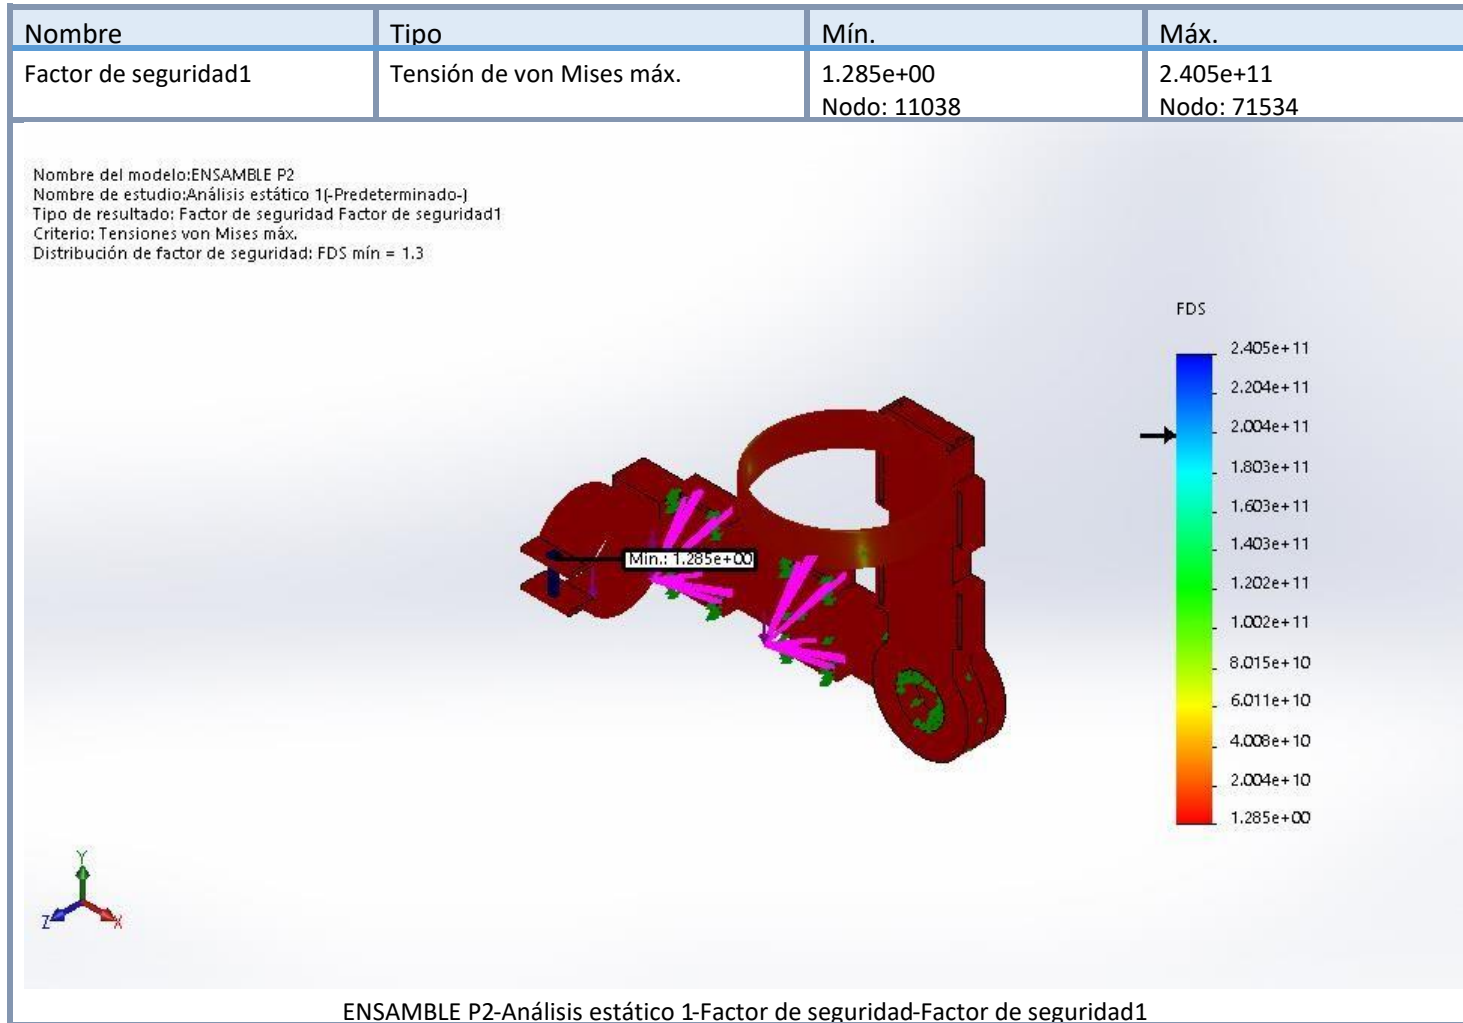 Nombre Tipo Mín. Máx.
Factor de seguridad1 Tensión de von Mises máx. 1.285e+00 2.405e+11
Nodo: 11038 Nodo: 71534
Nombre del modelo:ENSAMBLE P2
Nombre de estudio:Análisis estático 1(-Predeterminado-)
Tipo de resultado: Factor de seguridad Factor de seguridad1
Criterio: Tensiones von Mises máx.
Distribución de factor de seguridad: FDS mín = 1.3
FDS
2.405e+11
2.204e+11
2.004e+11
1.803e+11
1.603e+11
1.403e+11
1.202e+11
1.002e+11
8.015e+10
6.011e+10
4.008e+10
2.004e+10
1.285e+00
Min.: 1.285e+00
Y
Z X
ENSAMBLE P2-Análisis estático 1-Factor de seguridad-Factor de seguridad1